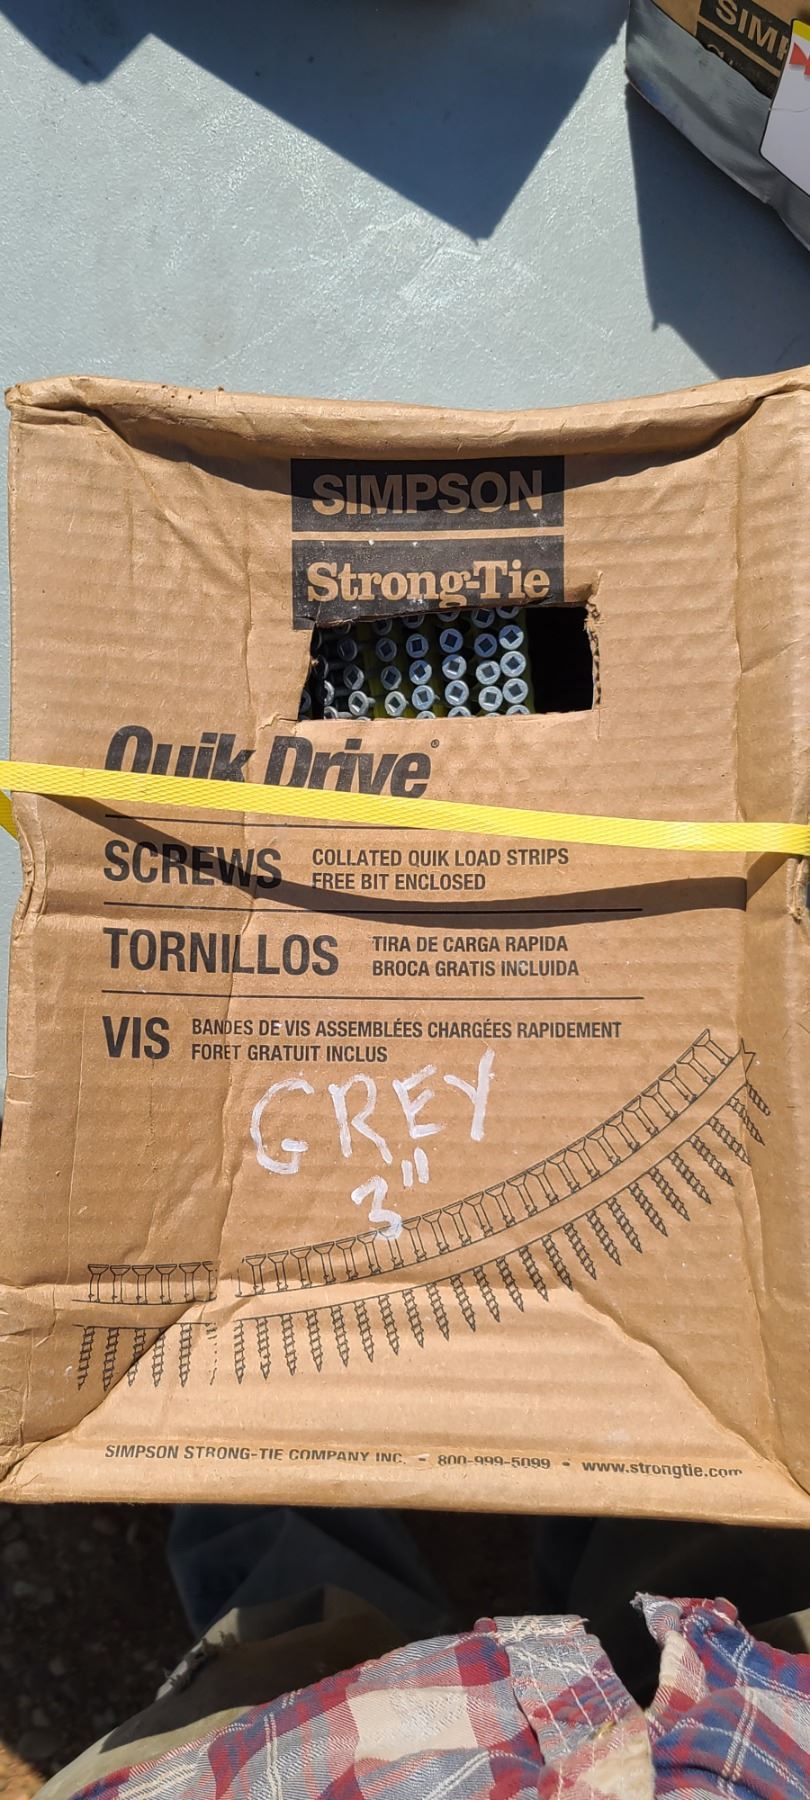 SIMPSON
Strong-Tie
Quik Drive®
SCREWS COLLATED QUIK LOAD STRIPS
FREE BIT ENCLOSED
TORNILLOS TIRA DE CARGA RAPIDA
BROCA GRATIS INCLUIDA
VIS BANDES DE VIS ASSEMBLÉES CHARGÉES RAPIDEMENT
FORET GRATUIT INCLUS
GREY
3"
SIMPSON STRONG-TIE COMPANY INC. • 800-999-5099 • www.strongtie.com